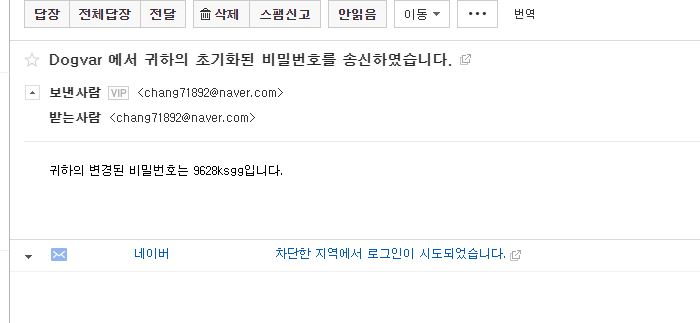 답장 전체답장 전달 삭제 스팸신고 안읽음 이동 ••• 번역
Dogvar 에서 귀하의 초기화된 비밀번호를 송신하였습니다.
보낸사람 VIP <chang71892@naver.com>
받는사람 <chang71892@naver.com>
귀하의 변경된 비밀번호는 9628ksgg입니다.
네이버 차단한 지역에서 로그인이 시도되었습니다.